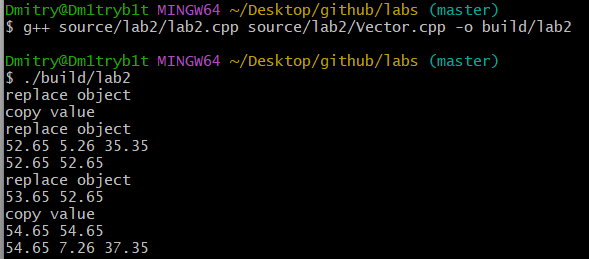 Dmitry@Dm1tryb1t MINGW64 ~/Desktop/github/labs (master)
$ g++ source/lab2/lab2.cpp source/lab2/Vector.cpp -o build/lab2
Dmitry@Dm1tryb1t MINGW64 ~/Desktop/github/labs (master)
$ ./build/lab2
replace object
copy value
replace object
52.65 5.26 35.35
52.65 52.65
replace object
53.65 52.65
copy value
54.65 54.65
54.65 7.26 37.35